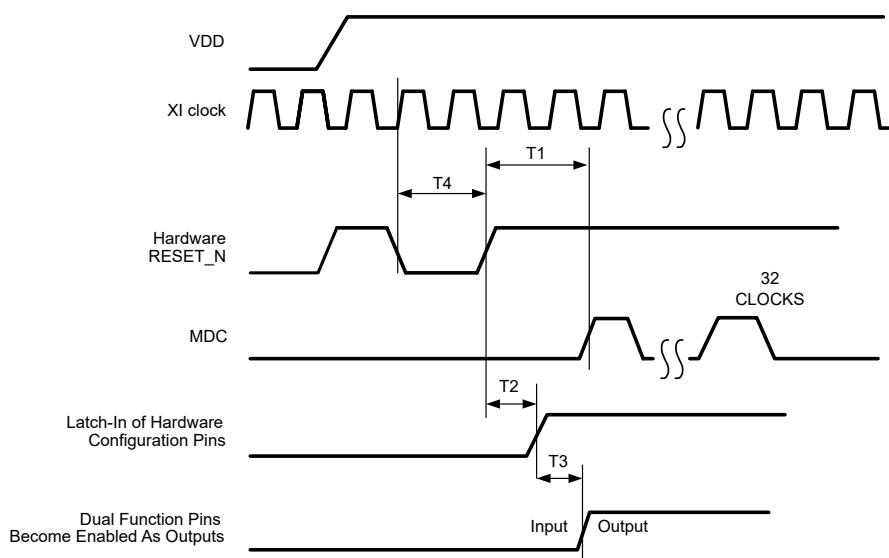 VDD
XI clock
T1
T4
Hardware
RESET_N
32
CLOCKS
MDC
T2
Latch-In of Hardware
Configuration Pins
T3
Dual Function Pins
Become Enabled As Outputs
Input
Output